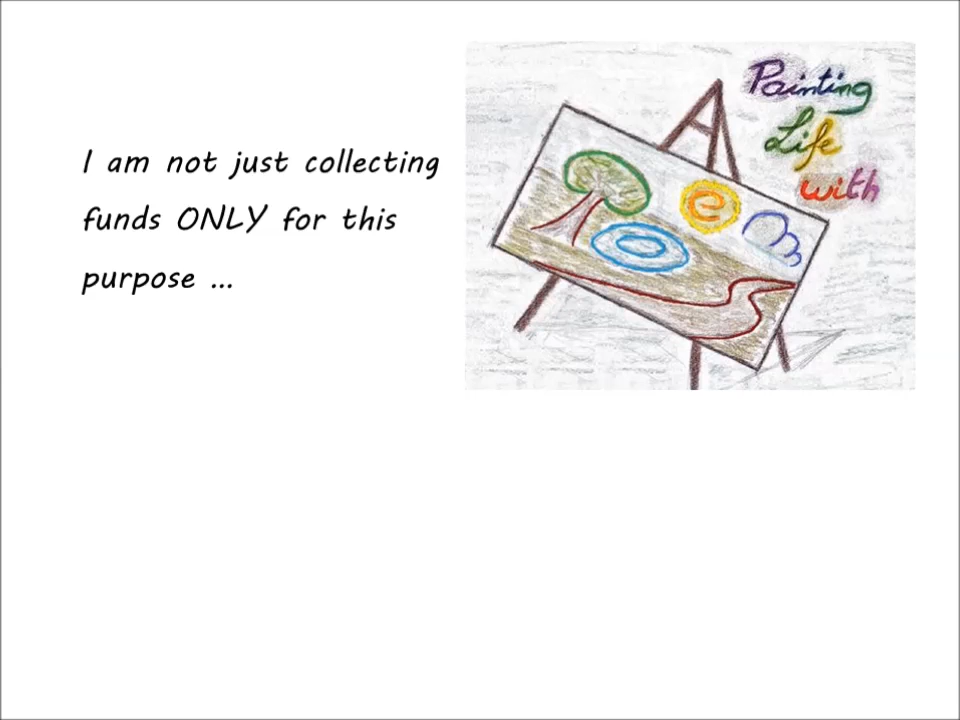 I am not just collecting
funds ONLY for this
purpose ...
Painting
Life
with